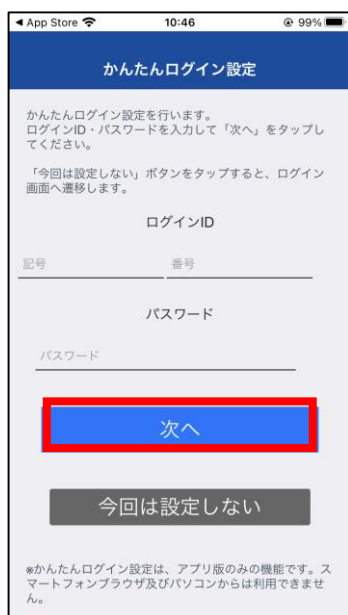 App Store 10:46 99%
かんたんログイン設定
かんたんログイン設定を行います。
ログインID・パスワードを入力して「次へ」をタップし
てください。
「今回は設定しない」ボタンをタップすると、ログイン
画面へ遷移します。
ログインID
記号 番号
パスワード
パスワード
次へ
今回は設定しない
※かんたんログイン設定は、アプリ版のみの機能です。ス
マートフォンブラウザ及びパソコンからは利用できませ
ん。